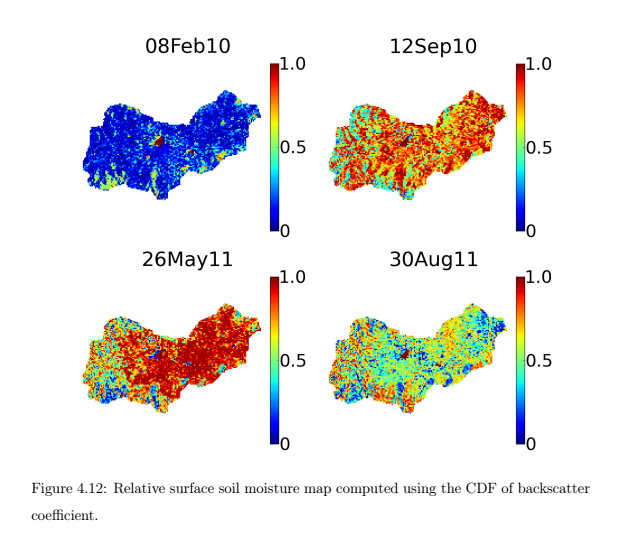 08Feb10
12Sep10
1.0
0.5
0
1.0
0.5
0
26May11
30Aug11
1.0
0.5
0
1.0
0.5
0
Figure 4.12: Relative surface soil moisture map computed using the CDF of backscatter
coefficient.